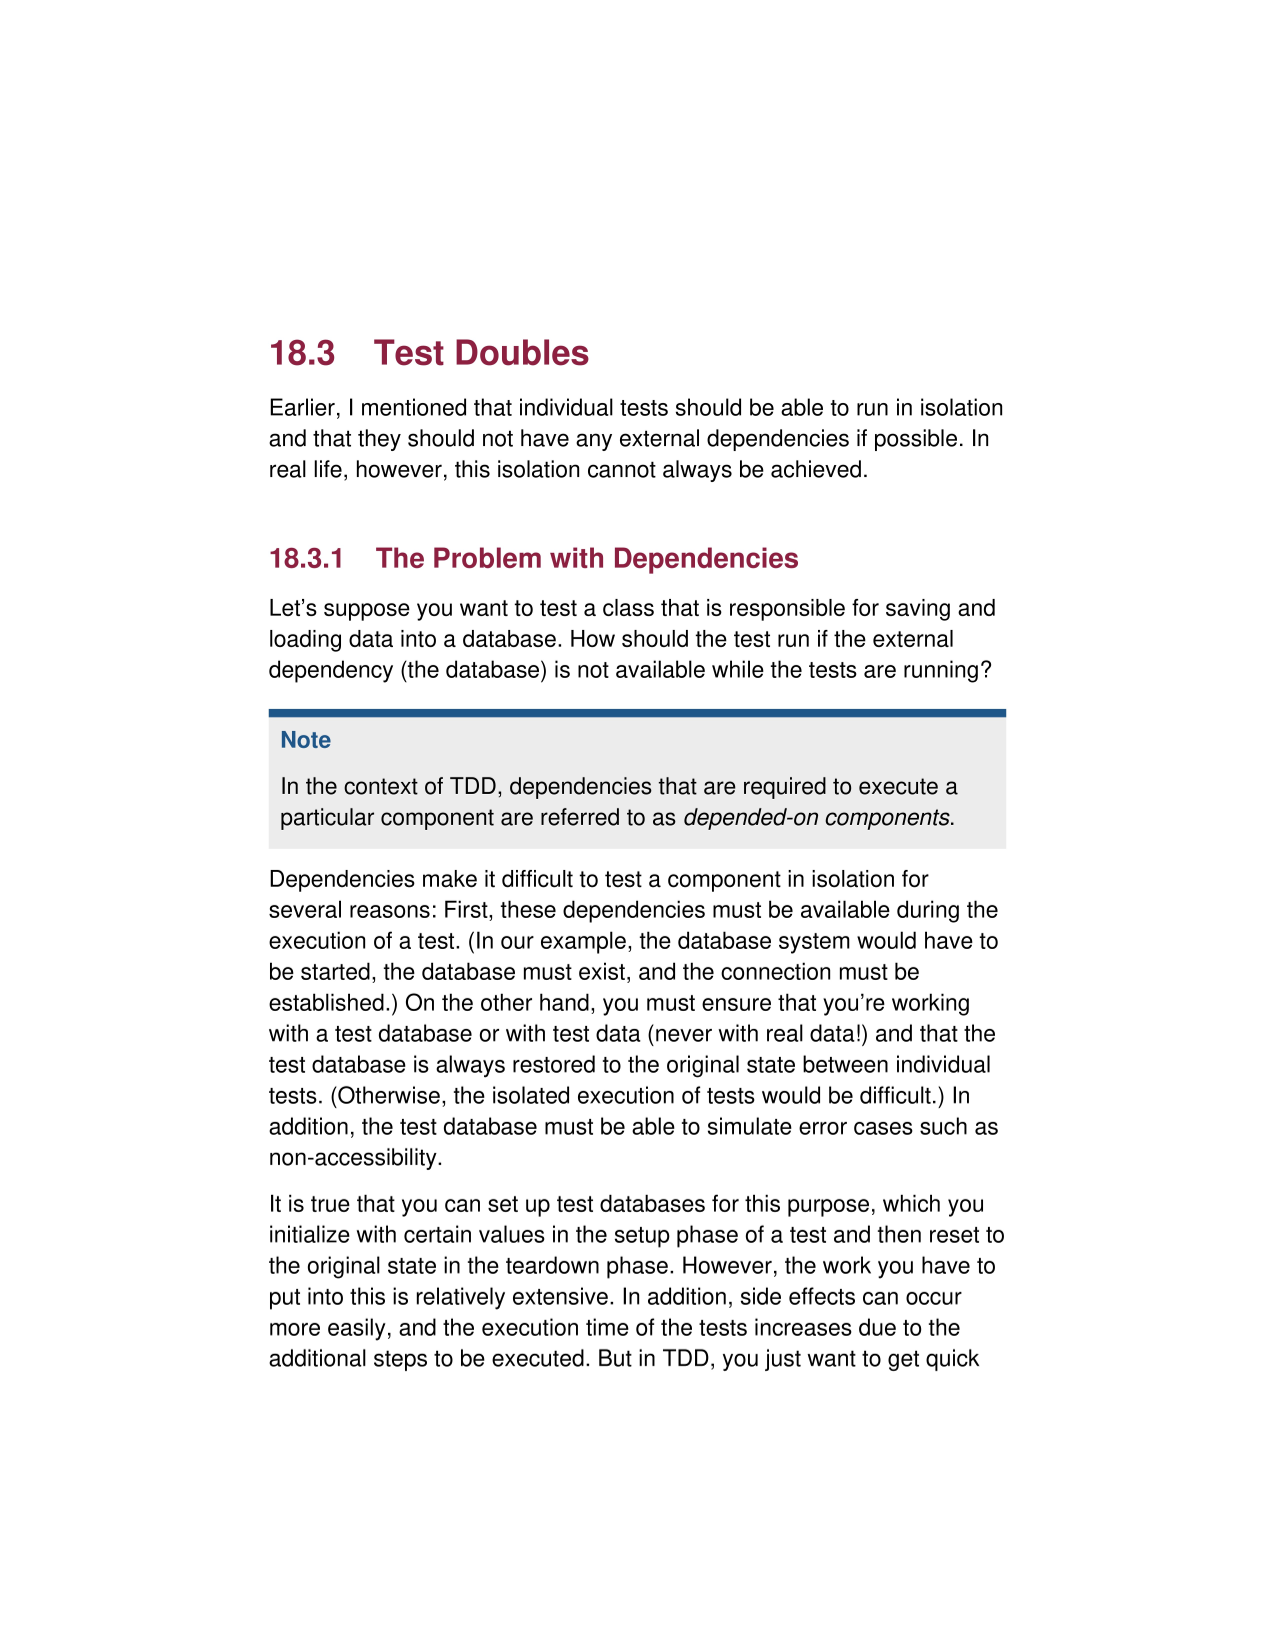 18.3 Test Doubles
Earlier, I mentioned that individual tests should be able to run in isolation
and that they should not have any external dependencies if possible. In
real life, however, this isolation cannot always be achieved.
18.3.1 The Problem with Dependencies
Let’s suppose you want to test a class that is responsible for saving and
loading data into a database. How should the test run if the external
dependency (the database) is not available while the tests are running?
Note
In the context of TDD, dependencies that are required to execute a
particular component are referred to as depended-on components.
Dependencies make it difficult to test a component in isolation for
several reasons: First, these dependencies must be available during the
execution of a test. (In our example, the database system would have to
be started, the database must exist, and the connection must be
established.) On the other hand, you must ensure that you’re working
with a test database or with test data (never with real data!) and that the
test database is always restored to the original state between individual
tests. (Otherwise, the isolated execution of tests would be difficult.) In
addition, the test database must be able to simulate error cases such as
non-accessibility.
It is true that you can set up test databases for this purpose, which you
initialize with certain values in the setup phase of a test and then reset to
the original state in the teardown phase. However, the work you have to
put into this is relatively extensive. In addition, side effects can occur
more easily, and the execution time of the tests increases due to the
additional steps to be executed. But in TDD, you just want to get quick